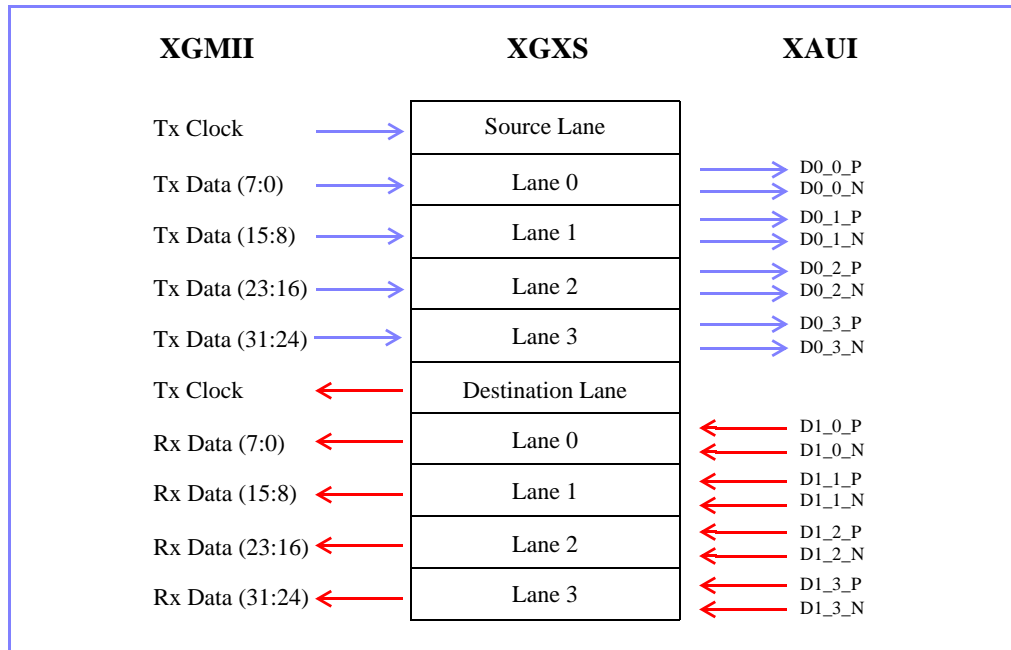 XGMII XGXS XAUI
Tx Clock Source Lane
D0_0_P
Tx Data (7:0) Lane 0
D0_0_N
D0_1_P
Tx Data (15:8) Lane 1
D0_1_N
D0_2_P
Tx Data (23:16) Lane 2
D0_2_N
D0_3_P
Tx Data (31:24) Lane 3
D0_3_N
Tx Clock Destination Lane
D1_0_P
Rx Data (7:0) Lane 0
D1_0_N
D1_1_P
Rx Data (15:8) Lane 1
D1_1_N
D1_2_P
Rx Data (23:16) Lane 2
D1_2_N
D1_3_P
Rx Data (31:24) Lane 3
D1_3_N